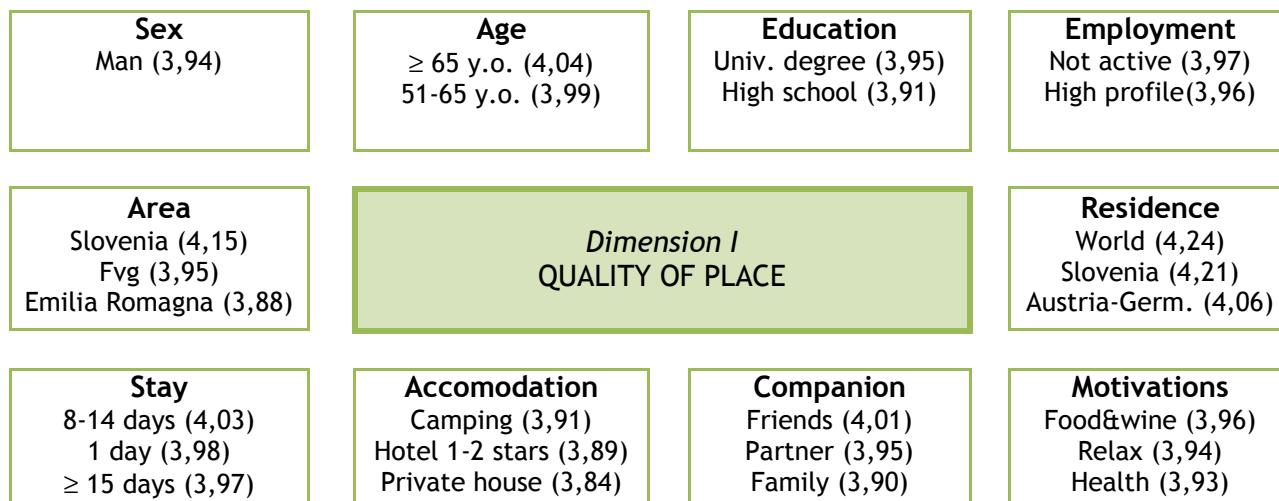 Sex
Man (3,94)
Age
≥ 65 y.o. (4,04)
51-65 y.o. (3,99)
Education
Univ. degree (3,95)
High school (3,91)
Employment
Not active (3,97)
High profile(3,96)
Area
Slovenia (4,15)
Fvg (3,95)
Emilia Romagna (3,88)
Dimension I
QUALITY OF PLACE
Residence
World (4,24)
Slovenia (4,21)
Austria-Germ. (4,06)
Stay
8-14 days (4,03)
1 day (3,98)
≥ 15 days (3,97)
Accomodation
Camping (3,91)
Hotel 1-2 stars (3,89)
Private house (3,84)
Companion
Friends (4,01)
Partner (3,95)
Family (3,90)
Motivations
Food&wine (3,96)
Relax (3,94)
Health (3,93)